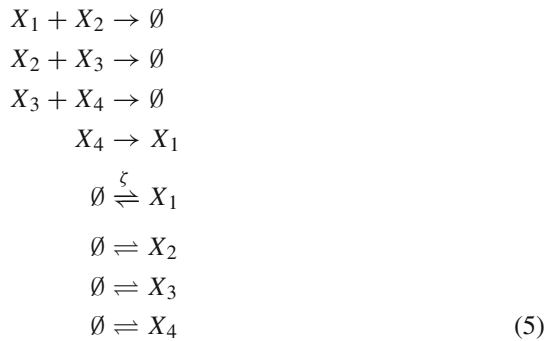 X₁ + X₂ → Ø
X₂ + X₃ → Ø
X₃ + X₄ → Ø
X₄ → X₁
Ø ⇌^ζ X₁
Ø ⇌ X₂
Ø ⇌ X₃
Ø ⇌ X₄ (5)